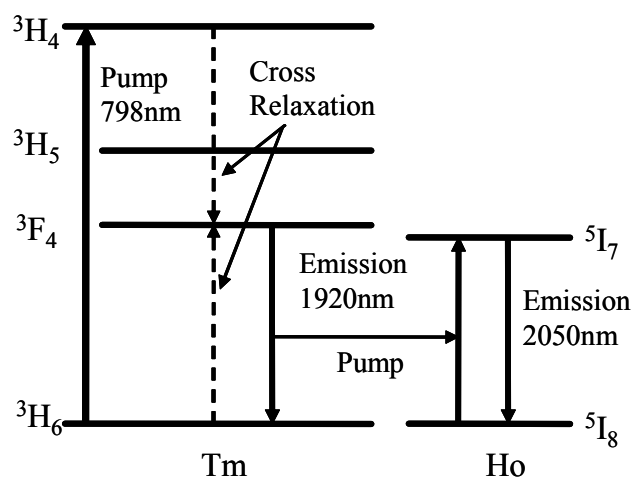 ³H₄
Pump
798nm
Cross
Relaxation
³H₅
³F₄
⁵I₇
Emission
1920nm
Emission
2050nm
Pump
³H₆
⁵I₈
Tm
Ho